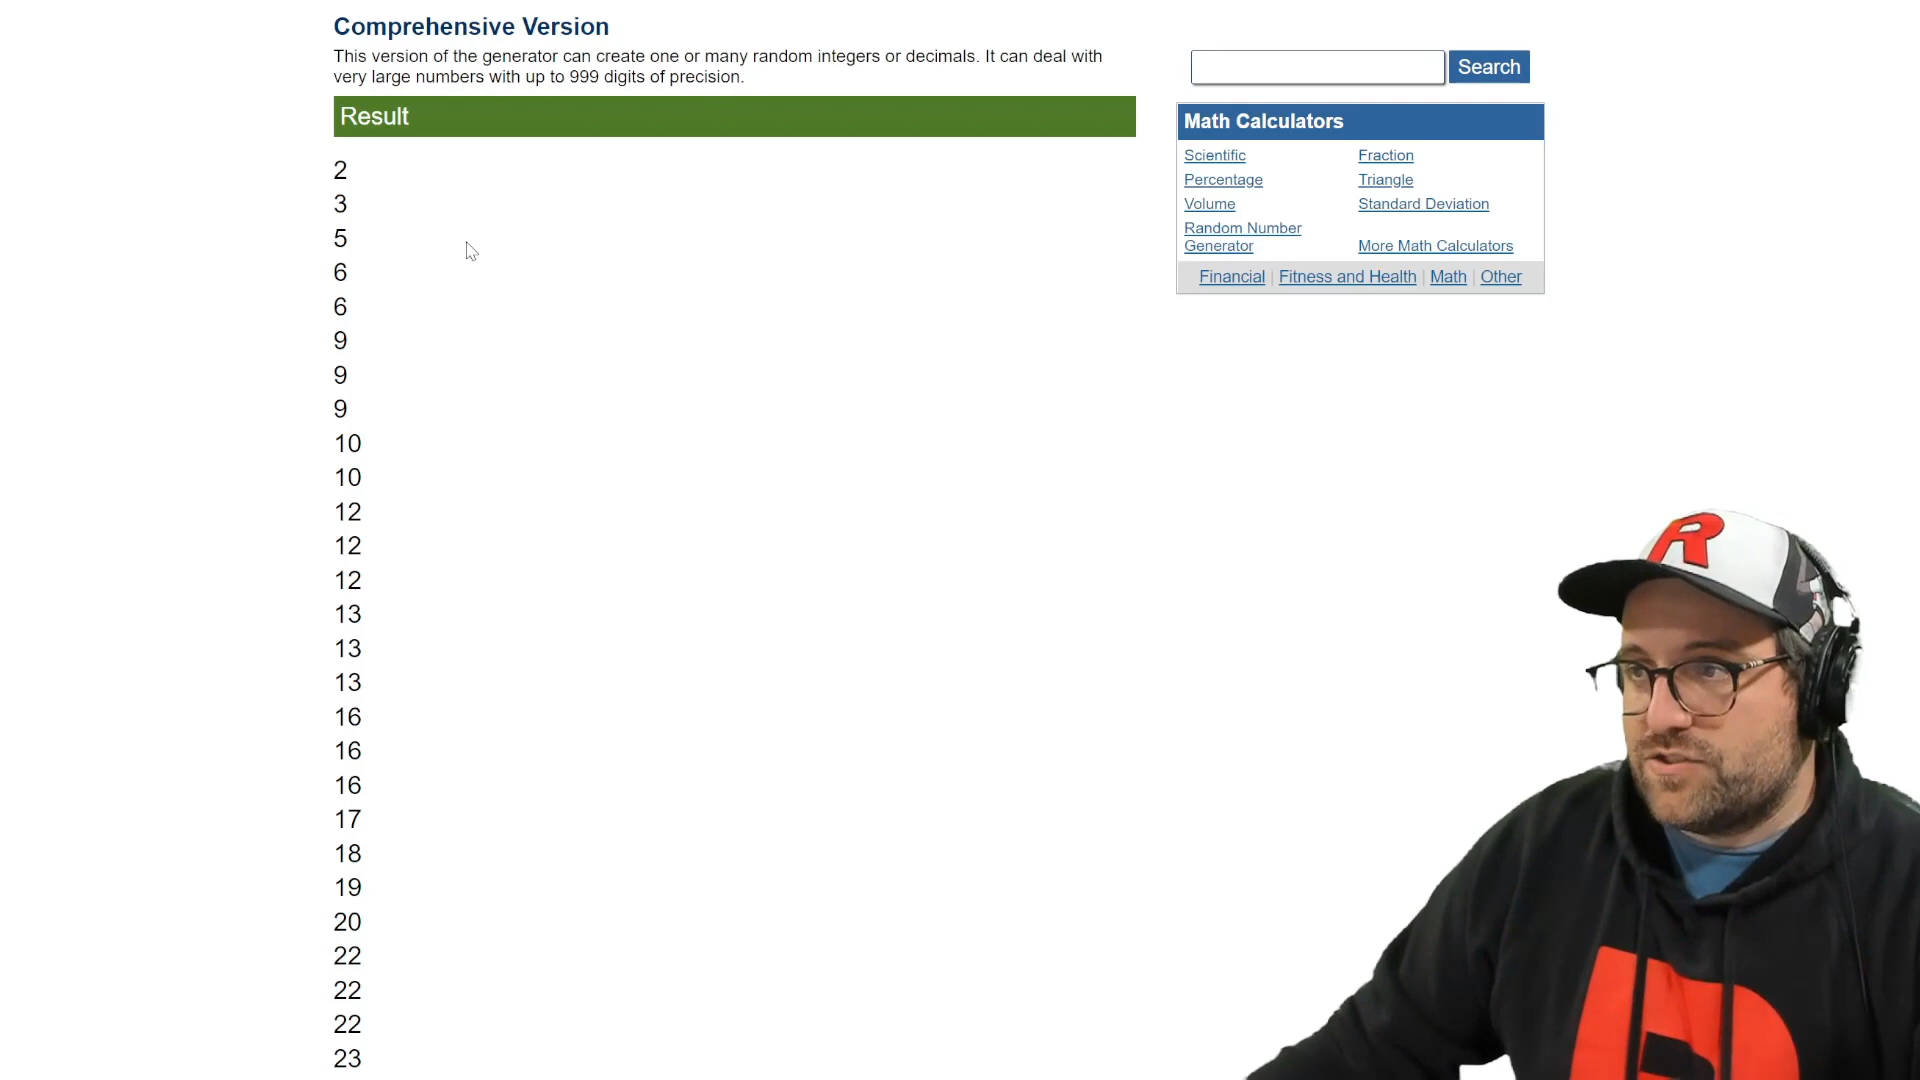 Comprehensive Version
This version of the generator can create one or many random integers or decimals. It can deal with
very large numbers with up to 999 digits of precision.
Result
2
3
5
6
6
9
9
9
10
10
12
12
12
13
13
13
16
16
16
17
18
19
20
22
22
22
23
Search
Math Calculators
Scientific
Fraction
Percentage
Triangle
Volume
Standard Deviation
Random Number
Generator
More Math Calculators
Financial | Fitness and Health | Math | Other
R
R